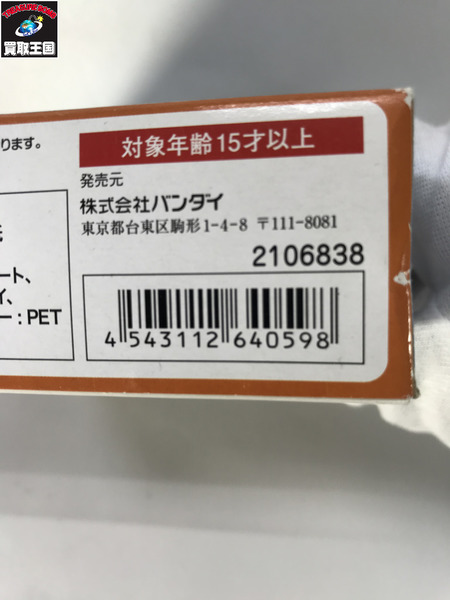 TREASURE KINGDOM
買取王国
ります。
対象年齢15才以上
発売元
株式会社バンダイ
東京都台東区駒形1-4-8 〒111-8081
2106838
ート、
イ、
ー：PET
4 543112 640598